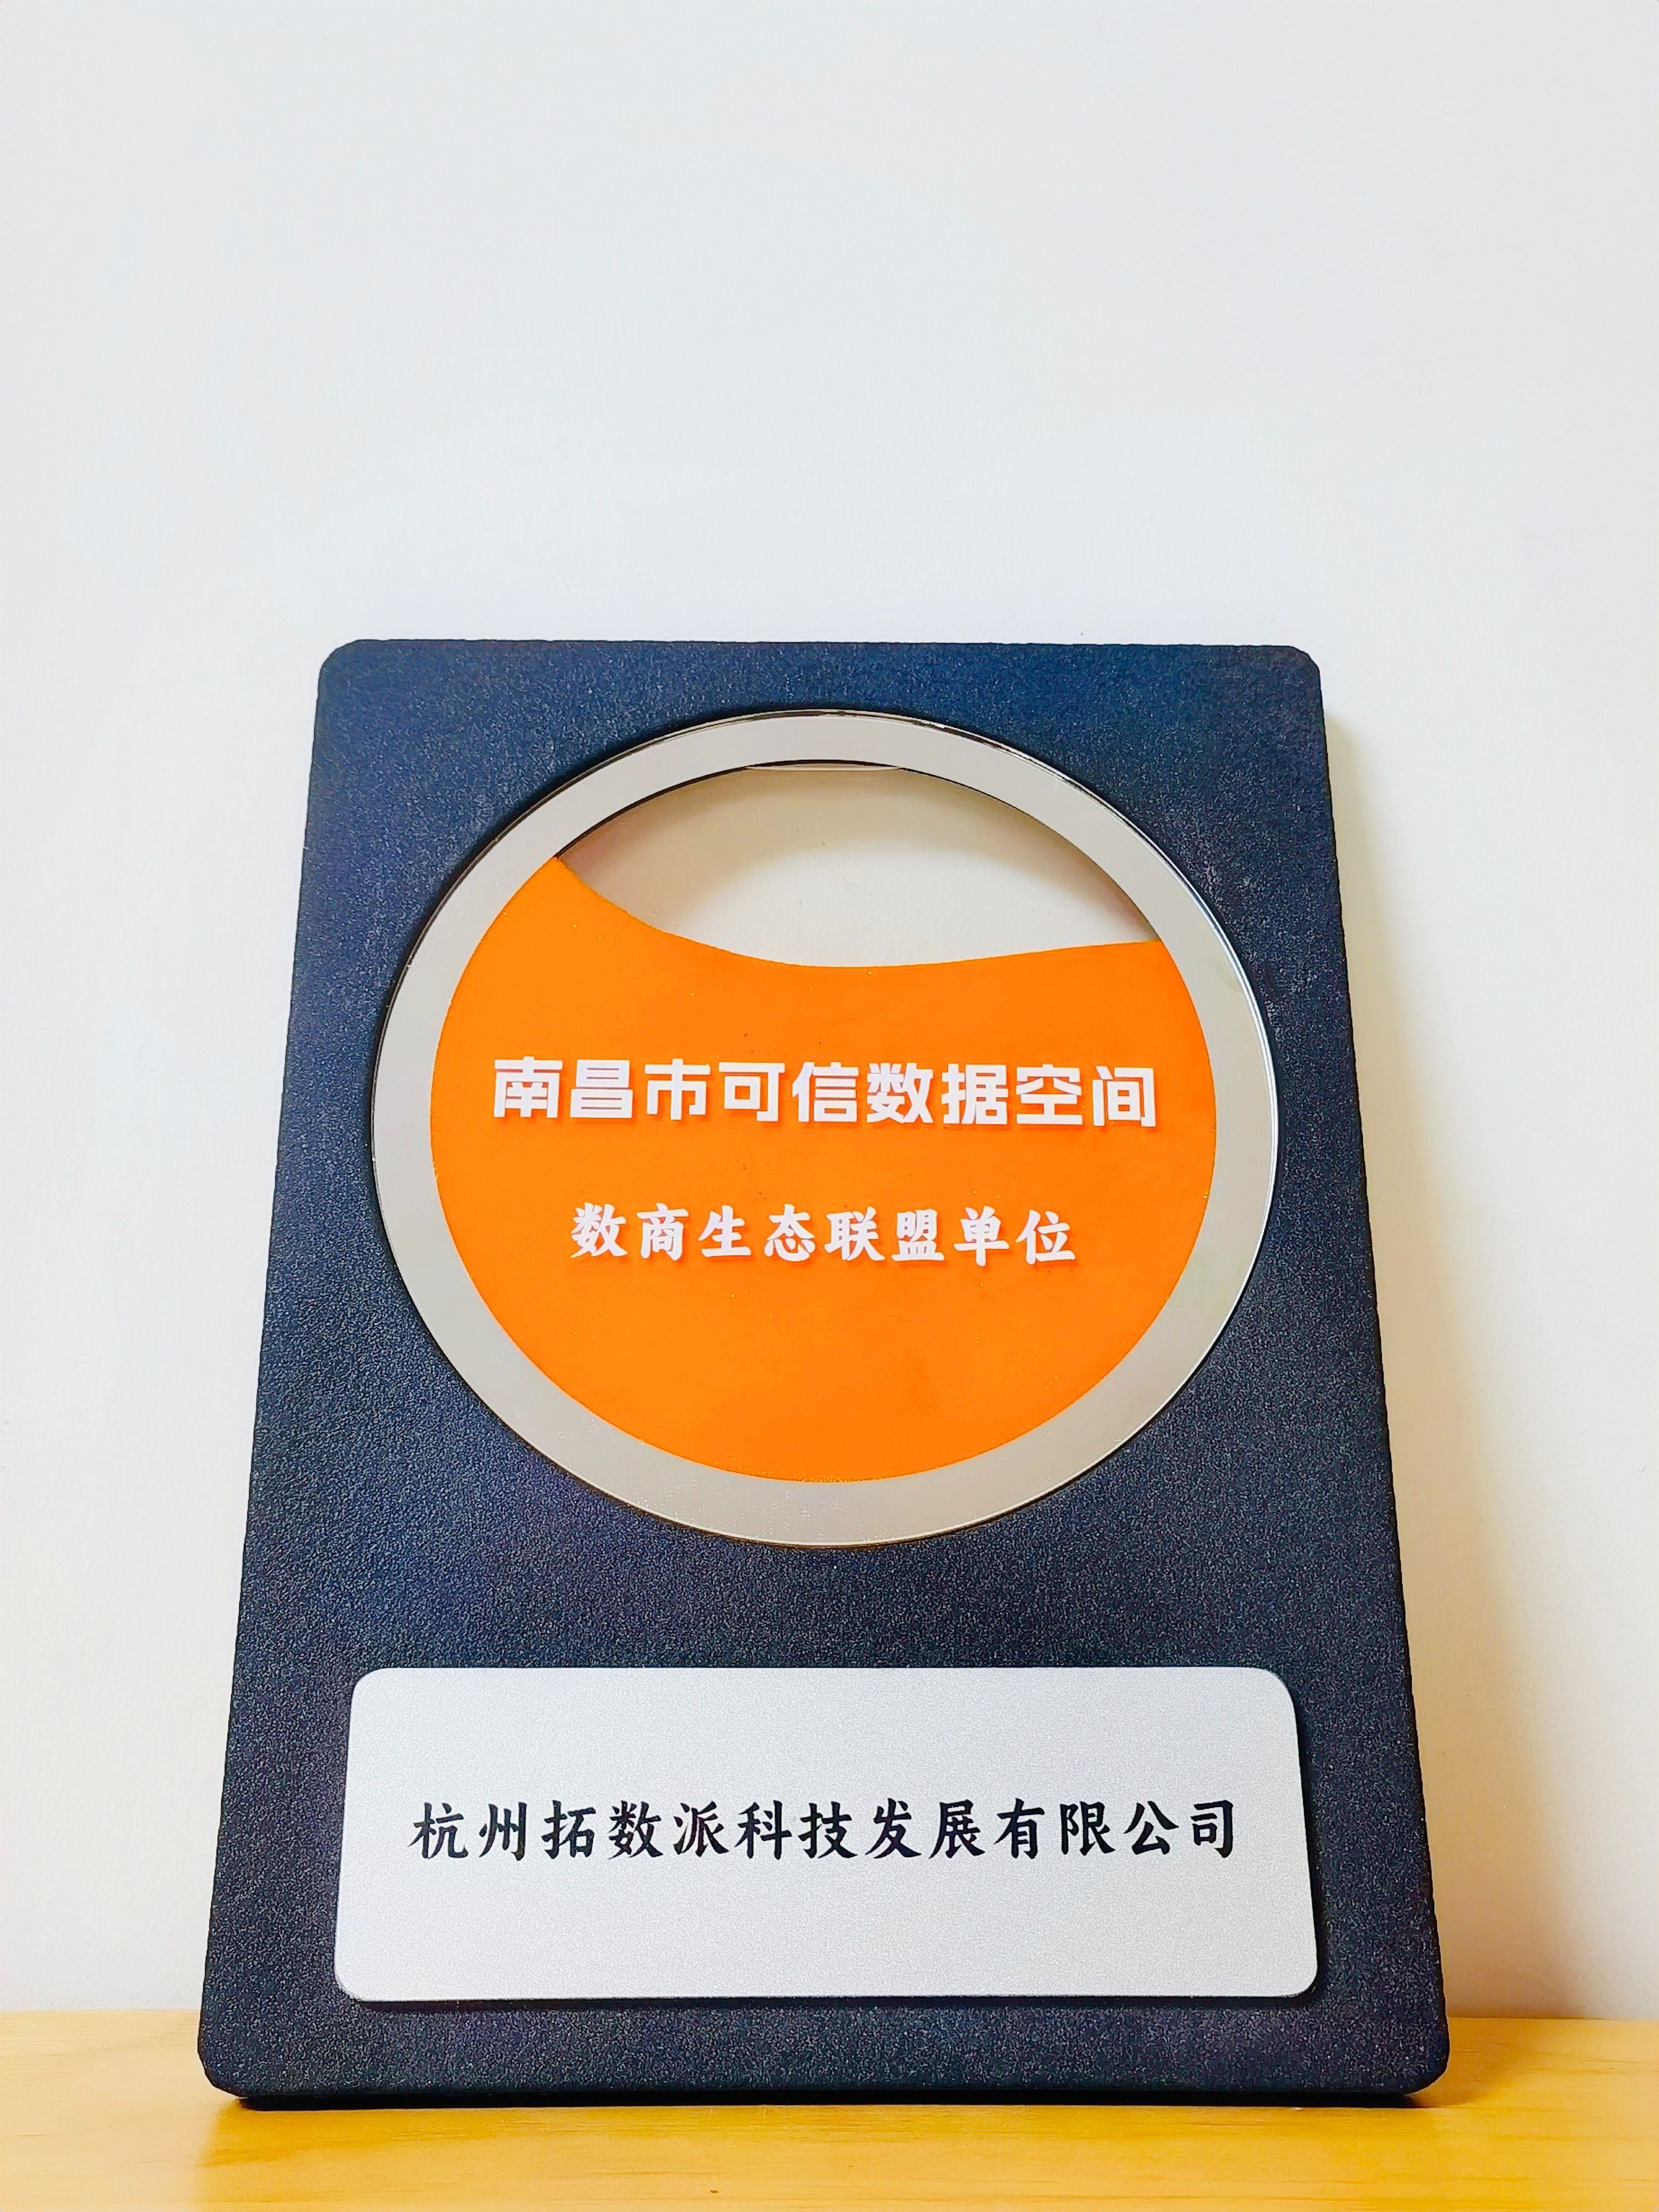 南昌市可信数据空间
数商生态联盟单位
杭州拓数派科技发展有限公司